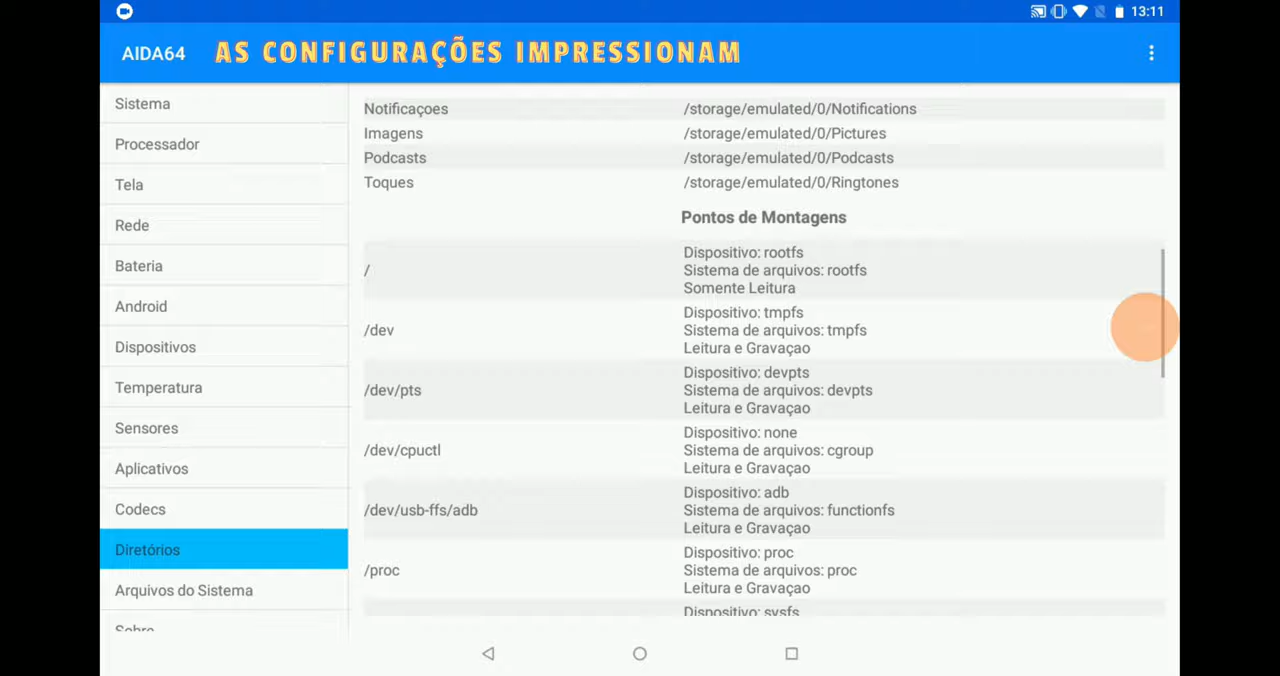 13:11
AIDA64 AS CONFIGURAÇÕES IMPRESSIONAM
Sistema
Processador
Tela
Rede
Bateria
Android
Dispositivos
Temperatura
Sensores
Aplicativos
Codecs
Diretórios
Arquivos do Sistema
Sobre
Notificaçoes /storage/emulated/0/Notifications
Imagens /storage/emulated/0/Pictures
Podcasts /storage/emulated/0/Podcasts
Toques /storage/emulated/0/Ringtones
Pontos de Montagens
/
Dispositivo: rootfs
Sistema de arquivos: rootfs
Somente Leitura
/dev
Dispositivo: tmpfs
Sistema de arquivos: tmpfs
Leitura e Gravaçao
/dev/pts
Dispositivo: devpts
Sistema de arquivos: devpts
Leitura e Gravaçao
/dev/cpuctl
Dispositivo: none
Sistema de arquivos: cgroup
Leitura e Gravaçao
/dev/usb-ffs/adb
Dispositivo: adb
Sistema de arquivos: functionfs
Leitura e Gravaçao
/proc
Dispositivo: proc
Sistema de arquivos: proc
Leitura e Gravaçao
Dispositivo: sysfs